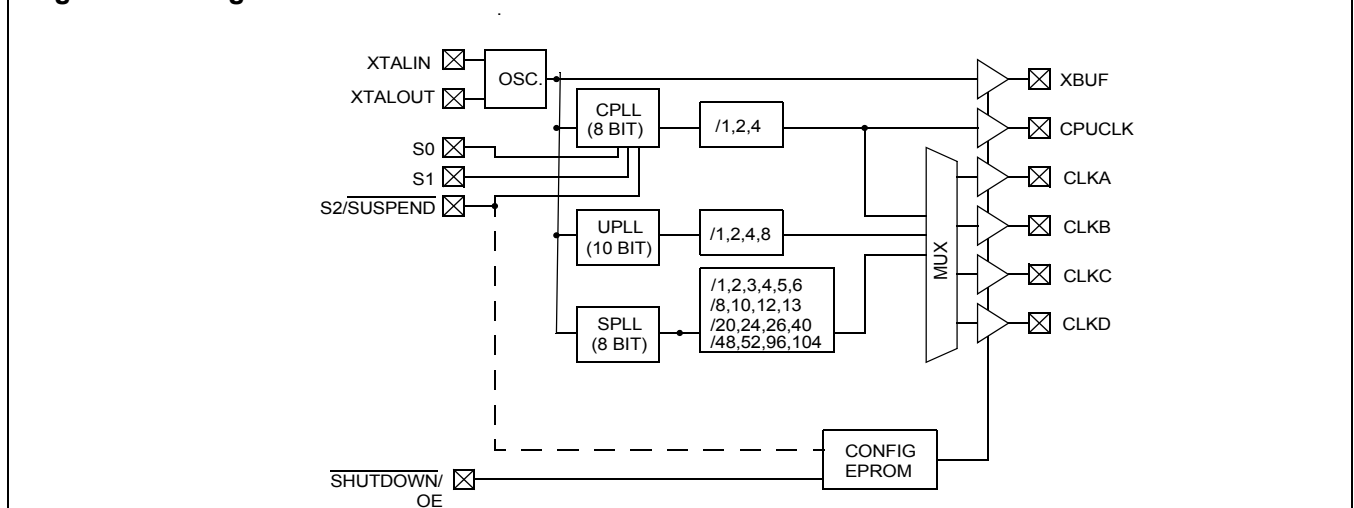 XTALIN
OSC.
XBUF
XTALOUT
CPLL
(8 BIT)
/1,2,4
CPUCLK
S0
S1
CLKA
S2/SUSPEND
UPLL
(10 BIT)
/1,2,4,8
MUX
CLKB
/1,2,3,4,5,6
/8,10,12,13
/20,24,26,40
/48,52,96,104
CLKC
SPLL
(8 BIT)
CLKD
CONFIG
EPROM
SHUTDOWN/
OE